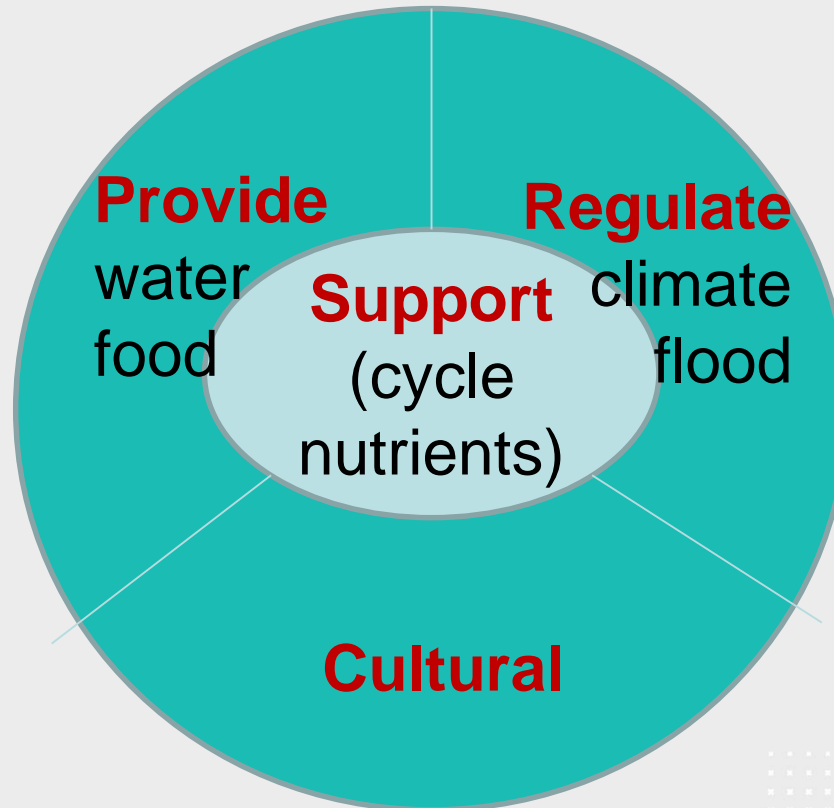 Provide
water
food
Regulate
climate
flood
Support
(cycle
nutrients)
Cultural